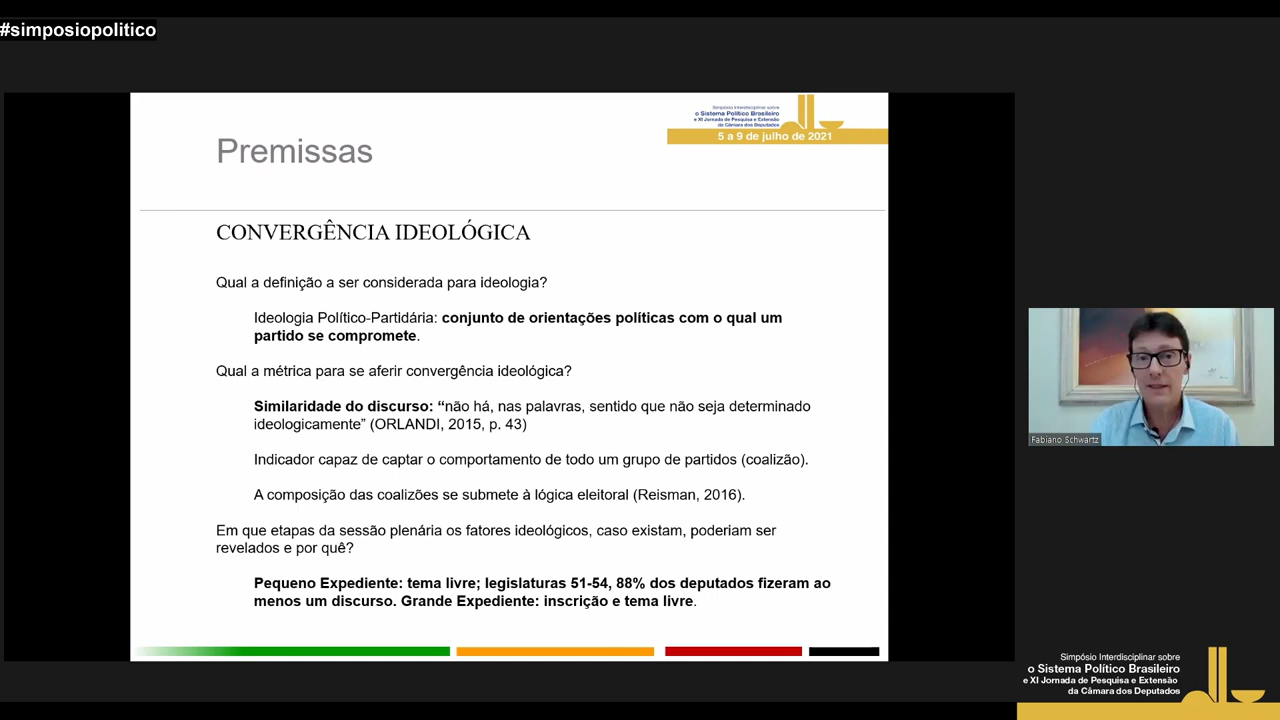 #simposiopolitico
Simpósio Interdisciplinar sobre
o Sistema Político Brasileiro
e XI Jornada de Pesquisa e Extensão
da Câmara dos Deputados
5 a 9 de julho de 2021
Premissas
CONVERGÊNCIA IDEOLÓGICA
Qual a definição a ser considerada para ideologia?
Ideologia Político-Partidária: conjunto de orientações políticas com o qual um
partido se compromete.
Qual a métrica para se aferir convergência ideológica?
Similaridade do discurso: “não há, nas palavras, sentido que não seja determinado
ideologicamente” (ORLANDI, 2015, p. 43)
Indicador capaz de captar o comportamento de todo um grupo de partidos (coalizão).
A composição das coalizões se submete à lógica eleitoral (Reisman, 2016).
Em que etapas da sessão plenária os fatores ideológicos, caso existam, poderiam ser
revelados e por quê?
Pequeno Expediente: tema livre; legislaturas 51-54, 88% dos deputados fizeram ao
menos um discurso. Grande Expediente: inscrição e tema livre.
Fabiano Schwartz
Simpósio Interdisciplinar sobre
o Sistema Político Brasileiro
e XI Jornada de Pesquisa e Extensão
da Câmara dos Deputados